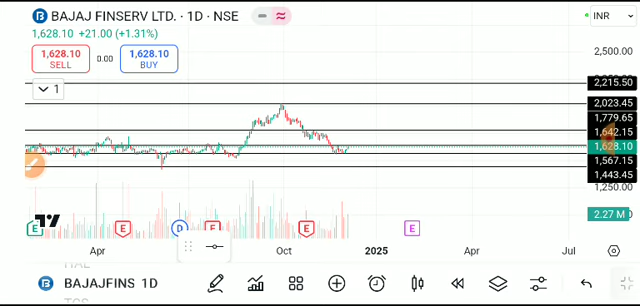 BAJAJ FINSERV LTD. · 1D · NSE
INR
1,628.10 +21.00 (+1.31%)
1,628.10
SELL
0.00
1,628.10
BUY
1
2,500.00
2,215.50
2,023.45
1,779.65
1,642.15
1,628.10
1,567.15
1,443.45
1,250.00
2.27 M
E
E
D
E
E
E
Apr
Oct
2025
Apr
Jul
BAJAJFINS 1D